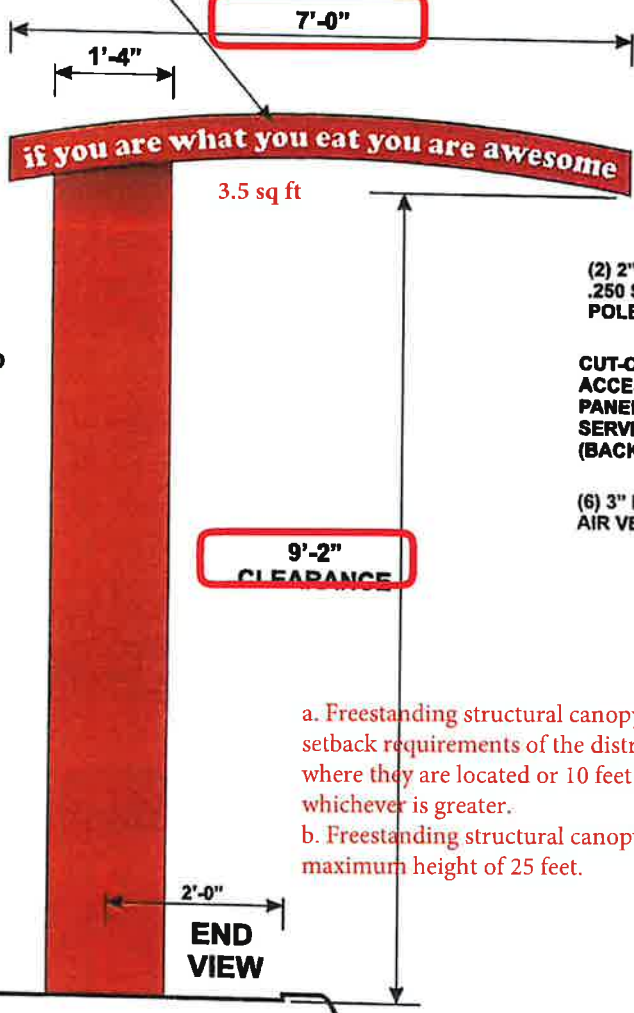 7'-0"
1'-4"
if you are what you eat you are awesome
3.5 sq ft
(2) 2"
.250
POLE
ACCE
PANEL
(BACK
(6) 3"
AIR VE
9'-2"
CLEARANCE
a. Freestanding structural canopy
setback requirements of the distr
where they are located or 10 feet
whichever is greater.
b. Freestanding structural canopy
maximum height of 25 feet.
2'-0"
END
VIEW